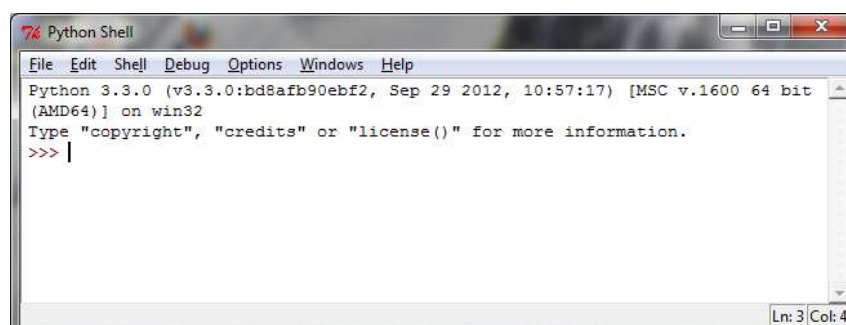 Python Shell
File Edit Shell Debug Options Windows Help
Python 3.3.0 (v3.3.0:bd8afb90ebf2, Sep 29 2012, 10:57:17) [MSC v.1600 64 bit
(AMD64)] on win32
Type "copyright", "credits" or "license()" for more information.
>>>
Ln: 3 Col: 4